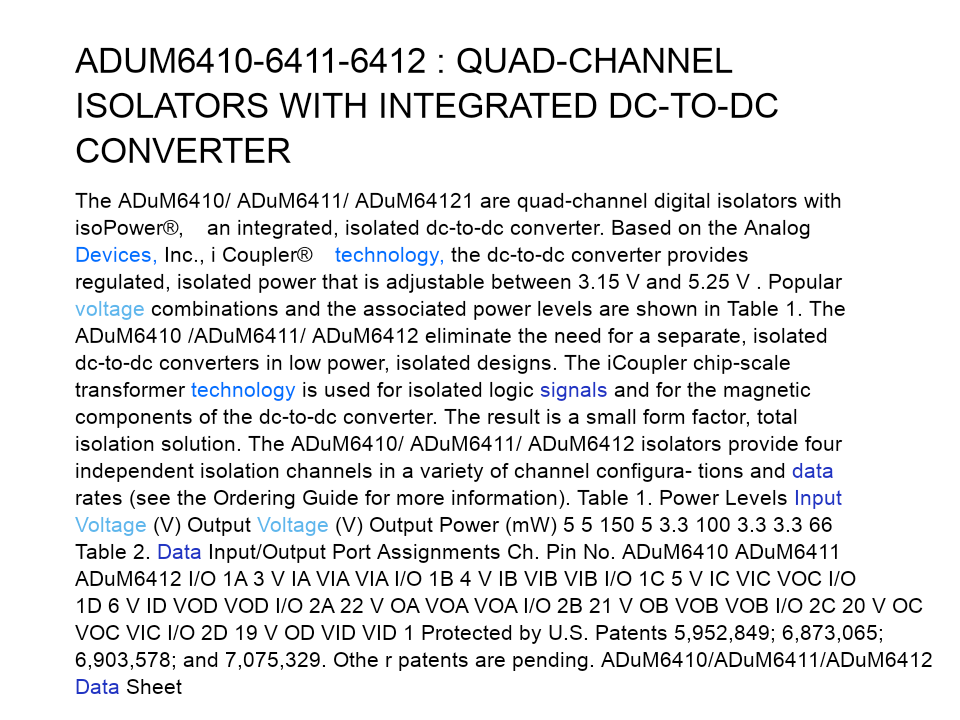 ADUM6410-6411-6412 : QUAD-CHANNEL
ISOLATORS WITH INTEGRATED DC-TO-DC
CONVERTER
The ADuM6410/ ADuM6411/ ADuM64121 are quad-channel digital isolators with
isoPower®, an integrated, isolated dc-to-dc converter. Based on the Analog
Devices, Inc., i Coupler® technology, the dc-to-dc converter provides
regulated, isolated power that is adjustable between 3.15 V and 5.25 V . Popular
voltage combinations and the associated power levels are shown in Table 1. The
ADuM6410 /ADuM6411/ ADuM6412 eliminate the need for a separate, isolated
dc-to-dc converters in low power, isolated designs. The iCoupler chip-scale
transformer technology is used for isolated logic signals and for the magnetic
components of the dc-to-dc converter. The result is a small form factor, total
isolation solution. The ADuM6410/ ADuM6411/ ADuM6412 isolators provide four
independent isolation channels in a variety of channel configura- tions and data
rates (see the Ordering Guide for more information). Table 1. Power Levels Input
Voltage (V) Output Voltage (V) Output Power (mW) 5 5 150 5 3.3 100 3.3 3.3 66
Table 2. Data Input/Output Port Assignments Ch. Pin No. ADuM6410 ADuM6411
ADuM6412 I/O 1A 3 V IA VIA VIA I/O 1B 4 V IB VIB VIB I/O 1C 5 V IC VIC VOC I/O
1D 6 V ID VOD VOD I/O 2A 22 V OA VOA VOA I/O 2B 21 V OB VOB VOB I/O 2C 20 V OC
VOC VIC I/O 2D 19 V OD VID VID 1 Protected by U.S. Patents 5,952,849; 6,873,065;
6,903,578; and 7,075,329. Othe r patents are pending. ADuM6410/ADuM6411/ADuM6412
Data Sheet